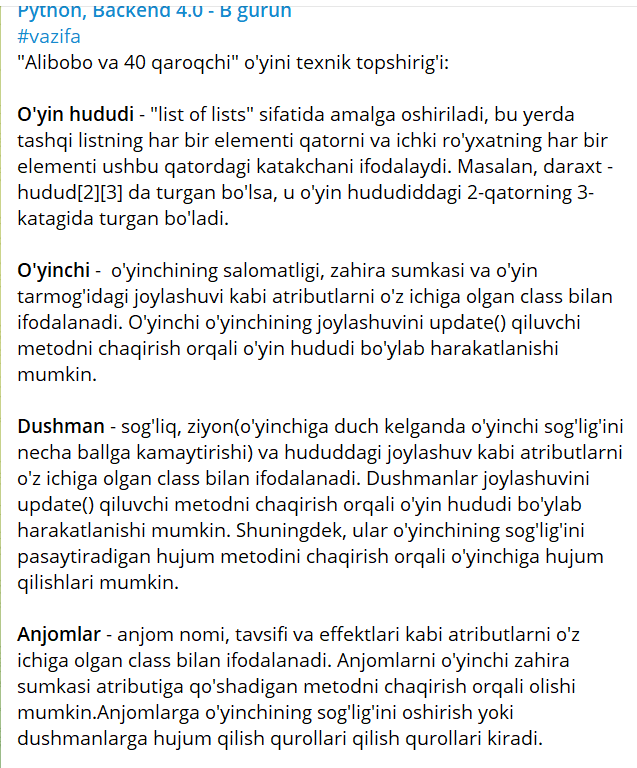 Python, Backend 4.0 - B guruh
#vazifa
"Alibobo va 40 qaroqchi" o'yini texnik topshirig'i:
O'yin hududi - "list of lists" sifatida amalga oshiriladi, bu yerda
tashqi listning har bir elementi qatorni va ichki ro'yxatning har bir
elementi ushbu qatordagi katakchani ifodalaydi. Masalan, daraxt -
hudud[2][3] da turgan bo'lsa, u o'yin hududiddagi 2-qatorning 3-
katagida turgan bo'ladi.
O'yinchi -  o'yinchining salomatligi, zahira sumkasi va o'yin
tarmog'idagi joylashuvi kabi atributlarni o'z ichiga olgan class bilan
ifodalanadi. O'yinchi o'yinchining joylashuvini update() qiluvchi
metodni chaqirish orqali o'yin hududi bo'ylab harakatlanishi
mumkin.
Dushman - sog'liq, ziyon(o'yinchiga duch kelganda o'yinchi sog'lig'ini
necha ballga kamaytirishi) va hududdagi joylashuv kabi atributlarni
o'z ichiga olgan class bilan ifodalanadi. Dushmanlar joylashuvini
update() qiluvchi metodni chaqirish orqali o'yin hududi bo'ylab
harakatlanishi mumkin. Shuningdek, ular o'yinchining sog'lig'ini
pasaytiradigan hujum metodini chaqirish orqali o'yinchiga hujum
qilishlari mumkin.
Anjomlar - anjom nomi, tavsifi va effektlari kabi atributlarni o'z
ichiga olgan class bilan ifodalanadi. Anjomlarni o'yinchi zahira
sumkasi atributiga qo'shadigan metodni chaqirish orqali olishi
mumkin.Anjomlarga o'yinchining sog'lig'ini oshirish yoki
dushmanlarga hujum qilish qurollari qilish qurollari kiradi.